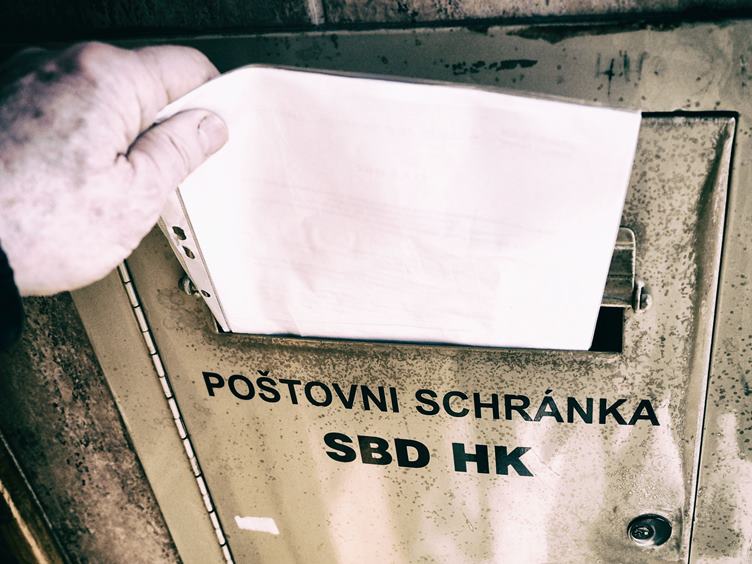 POŠTOVNI SCHRÁNKA
SBD HK